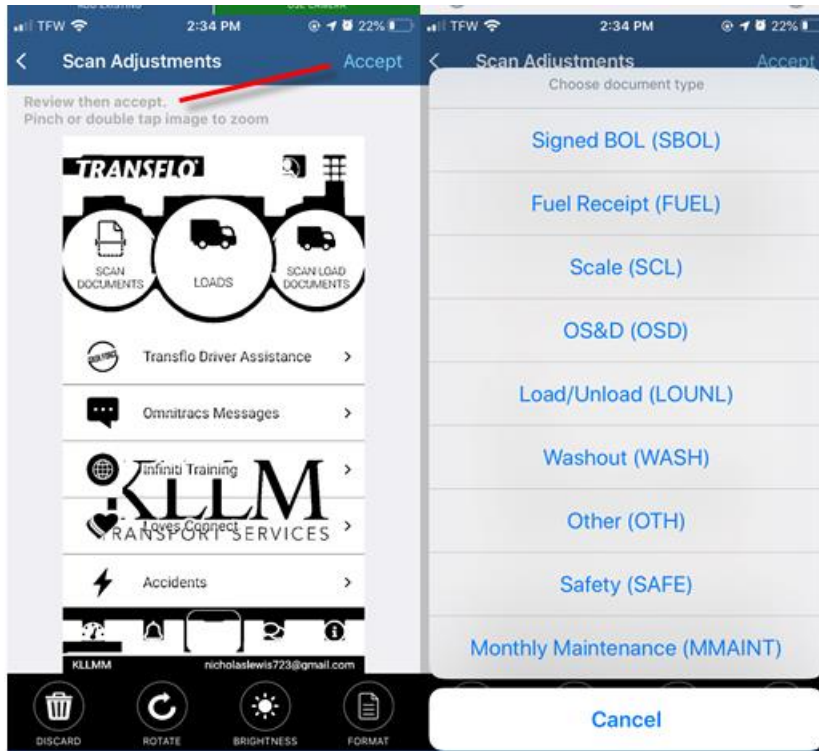 TFW 2:34 PM 22%
Scan Adjustments Accept
Review then accept.
Pinch or double tap image to zoom
TRANSFLO
SCAN
DOCUMENTS
LOADS
SCAN LOAD
DOCUMENTS
Transflo Driver Assistance
Omnitracs Messages
Infiniti Training
KLLM
Loves Connect
TRANSPORT SERVICES
Accidents
KLLMM nicholaslewis723@gmail.com
DISCARD ROTATE BRIGHTNESS FORMAT
TFW 2:34 PM 22%
Scan Adjustments Accept
Choose document type
Signed BOL (SBOL)
Fuel Receipt (FUEL)
Scale (SCL)
OS&D (OSD)
Load/Unload (LOUNL)
Washout (WASH)
Other (OTH)
Safety (SAFE)
Monthly Maintenance (MMAINT)
Cancel